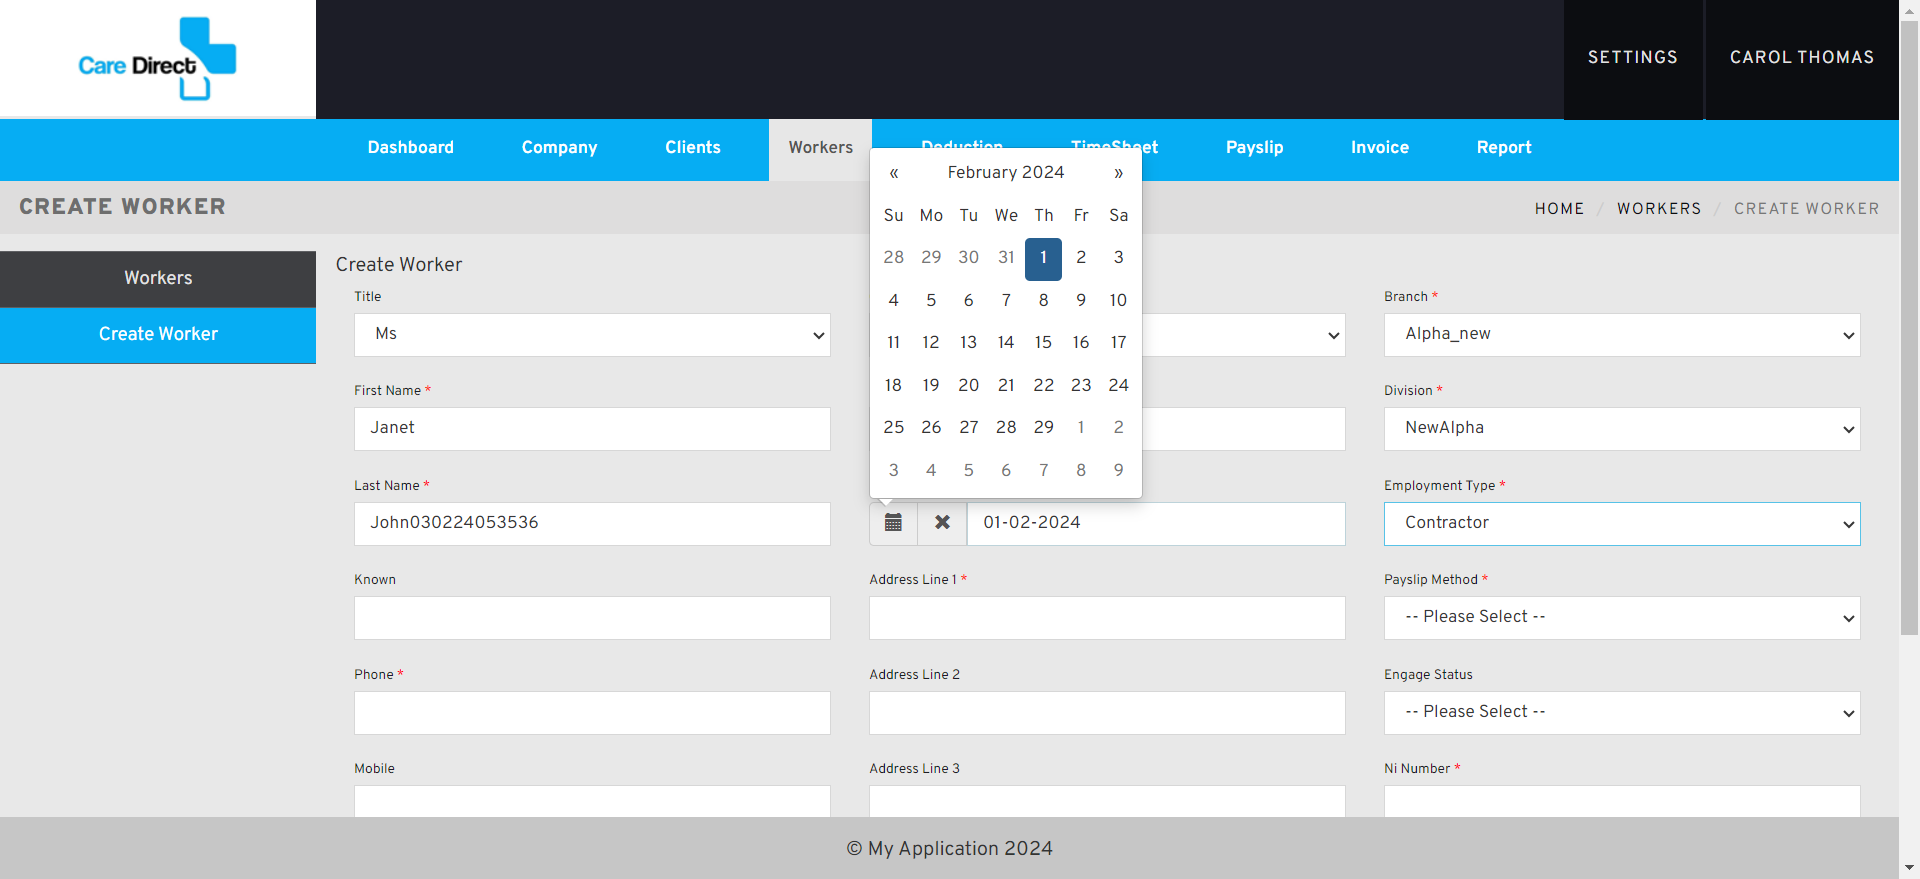 Care Direct
SETTINGS
CAROL THOMAS
Dashboard
Company
Clients
Workers
Deduction
TimeSheet
Payslip
Invoice
Report
CREATE WORKER
HOME / WORKERS / CREATE WORKER
Workers
Create Worker
Create Worker
« February 2024 »
Su Mo Tu We Th Fr Sa
28 29 30 31 1 2 3
4 5 6 7 8 9 10
11 12 13 14 15 16 17
18 19 20 21 22 23 24
25 26 27 28 29 1 2
3 4 5 6 7 8 9
Title
Ms
First Name *
Janet
Last Name *
John030224053536
Known
Phone *
Mobile
01-02-2024
Address Line 1 *
Address Line 2
Address Line 3
Branch *
Alpha_new
Division *
NewAlpha
Employment Type *
Contractor
Payslip Method *
-- Please Select --
Engage Status
-- Please Select --
Ni Number *
© My Application 2024